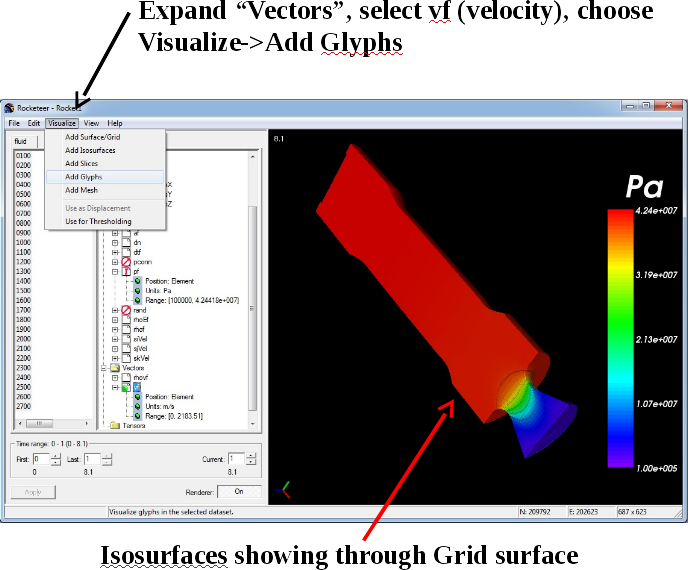 Expand “Vectors”, select vf (velocity), choose
Visualize->Add Glyphs
Rocketeer - Rocket1
File Edit Visualize View Help
fluid
Add Surface/Grid
Add Isosurfaces
Add Slices
Add Glyphs
Add Mesh
Use as Displacement
Use for Thresholding
0100
0200
0300
0400
0500
0600
0700
0800
0900
1000
1100
1200
1300
1400
1500
1600
1700
1800
1900
2000
2100
2200
2300
2400
2500
2600
2700
X
Y
Z
af
dn
dtf
pconn
pf
Position: Element
Units: Pa
Range: [100000, 4.24418e+007]
rand
rhoEf
rhof
siVel
sjVel
skVel
Vectors
rhovf
vf
Position: Element
Units: m/s
Range: [0, 2183.51]
Tensors
Time range: 0 - 1 (0 - 8.1)
First: 0 Last: 1 Current: 1
0 8.1 8.1
Apply Renderer: On
8.1
Pa
4.24e+007
3.19e+007
2.13e+007
1.07e+007
1.00e+005
Visualize glyphs in the selected dataset. N: 209792 E: 202623 687 x 623
Isosurfaces showing through Grid surface